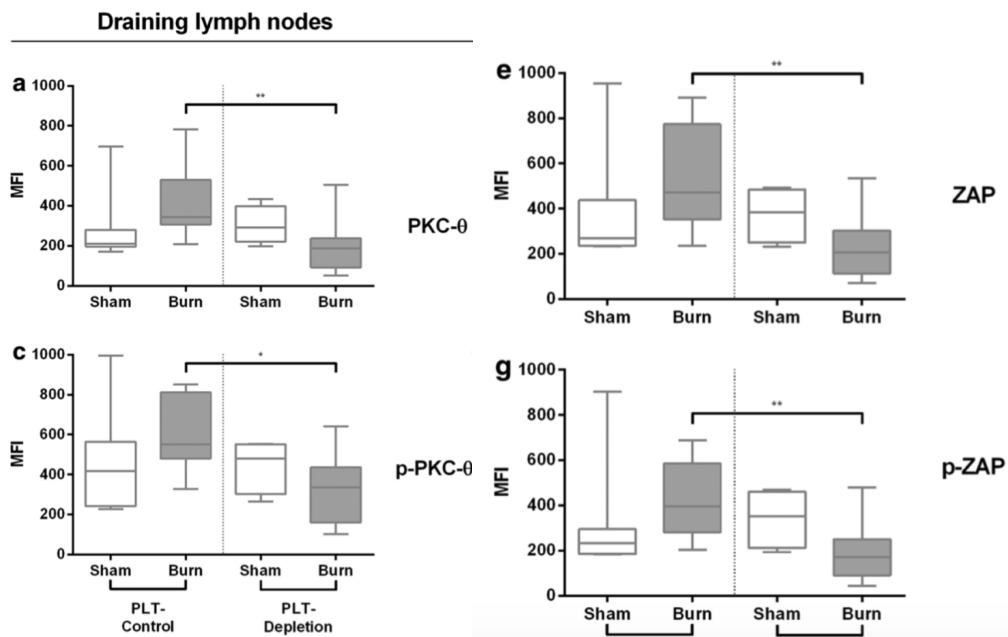 Draining lymph nodes
a
1000
800
600
400
200
0
MFI
**
Sham Burn Sham Burn
PKC-θ
c
1000
800
600
400
200
0
MFI
*
Sham Burn Sham Burn
PLT-
Control
PLT-
Depletion
p-PKC-θ
e
1000
800
600
400
200
0
MFI
**
Sham Burn Sham Burn
ZAP
g
1000
800
600
400
200
0
MFI
**
Sham Burn Sham Burn
p-ZAP